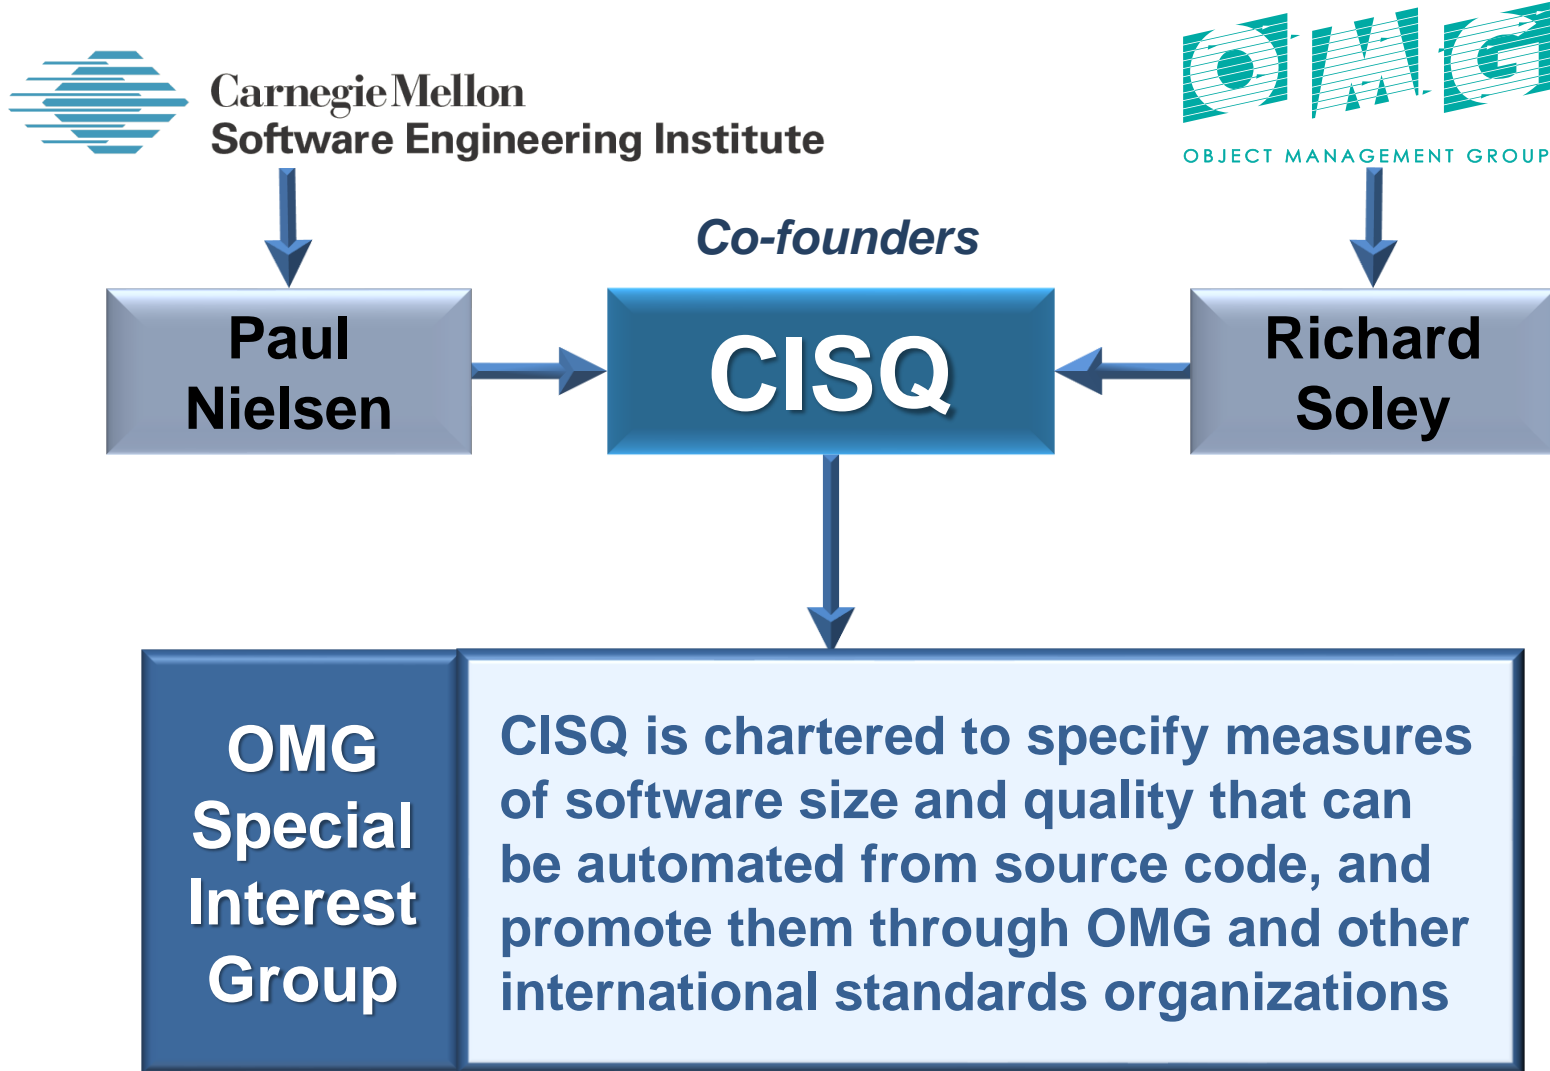 Carnegie Mellon
Software Engineering Institute
OMG
OBJECT MANAGEMENT GROUP
Co-founders
Paul
Nielsen
CISQ
Richard
Soley
OMG
Special
Interest
Group
CISQ is chartered to specify measures
of software size and quality that can
be automated from source code, and
promote them through OMG and other
international standards organizations